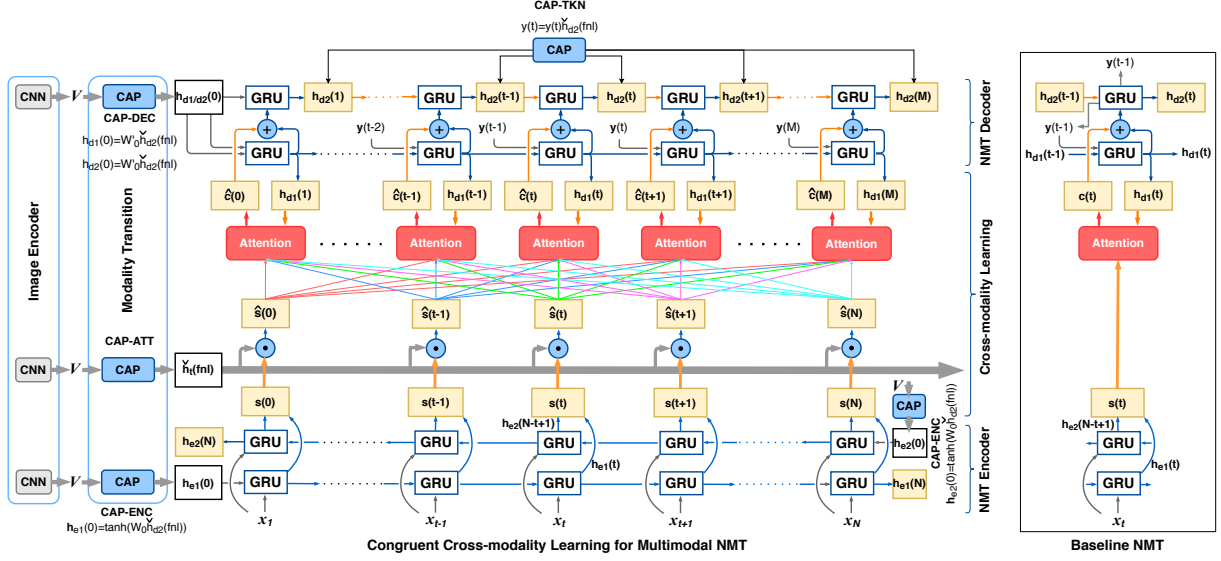 CAP-TKN
y(t)=y(t)ȟd2(fnl)
CAP
CNN
V
CAP
hd1/d2(0)
GRU
hd2(1)
GRU
hd2(t-1)
GRU
hd2(t)
GRU
hd2(t+1)
GRU
hd2(M)
CAP-DEC
hd1(0)=W'0ȟd2(fnl)
hd2(0)=W'0ȟd2(fnl)
+
+
+
+
+
y(t-2)
y(t-1)
y(t)
y(M)
GRU
GRU
GRU
GRU
GRU
NMT Decoder
ĉ(0)
hd1(1)
ĉ(t-1)
hd1(t-1)
ĉ(t)
hd1(t)
ĉ(t+1)
hd1(t+1)
ĉ(M)
hd1(M)
Attention
Attention
Attention
Attention
Attention
Image Encoder
Modality Transition
Cross-modality Learning
ŝ(0)
ŝ(t-1)
ŝ(t)
ŝ(t+1)
ŝ(N)
CAP-ATT
CNN
V
CAP
ȟt(fnl)
s(0)
s(t-1)
s(t)
s(t+1)
s(N)
V
CAP
CAP-ENC
he2(0)=tanh(W0ȟd2(fnl))
he2(N-t+1)
he2(N)
GRU
GRU
GRU
GRU
GRU
he2(0)
he1(t)
NMT Encoder
CNN
V
CAP
he1(0)
GRU
GRU
GRU
GRU
GRU
he1(N)
CAP-ENC
he1(0)=tanh(W0ȟd2(fnl))
x1
xt-1
xt
xt+1
xN
Congruent Cross-modality Learning for Multimodal NMT
y(t-1)
hd2(t-1)
GRU
hd2(t)
y(t-1)
+
hd1(t-1)
GRU
hd1(t)
c(t)
hd1(t)
Attention
s(t)
he2(N-t+1)
GRU
he1(t)
GRU
xt
Baseline NMT